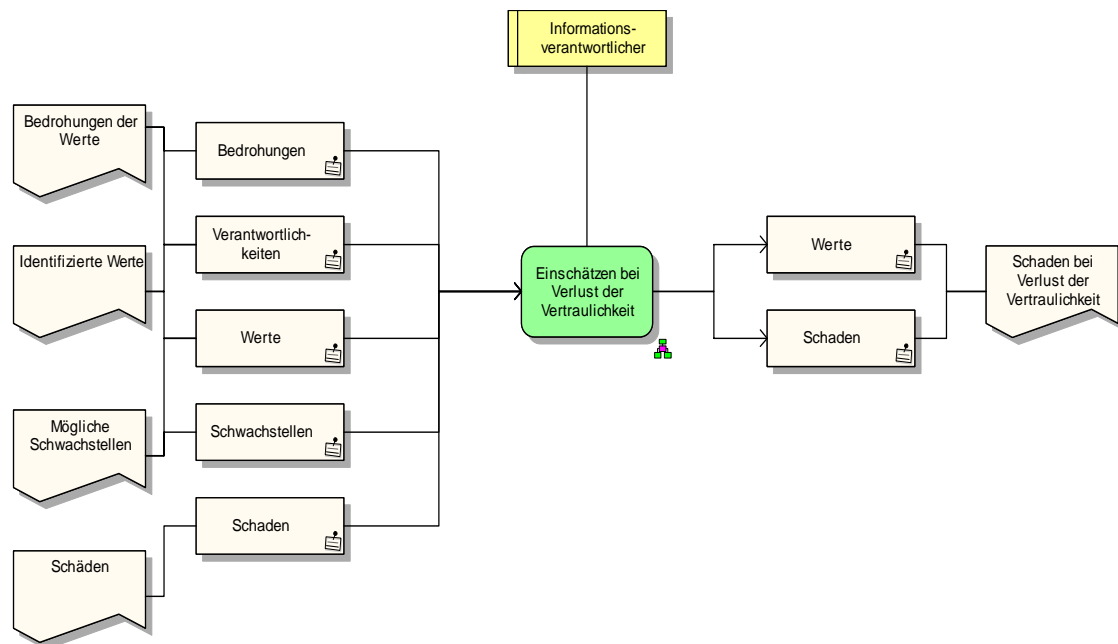 Informations-
verantwortlicher
Bedrohungen der
Werte
Bedrohungen
Verantwortlich-
keiten
Identifizierte Werte
Werte
Mögliche
Schwachstellen
Schwachstellen
Schäden
Schaden
Einschätzen bei
Verlust der
Vertraulichkeit
Werte
Schaden
Schaden bei
Verlust der
Vertraulichkeit